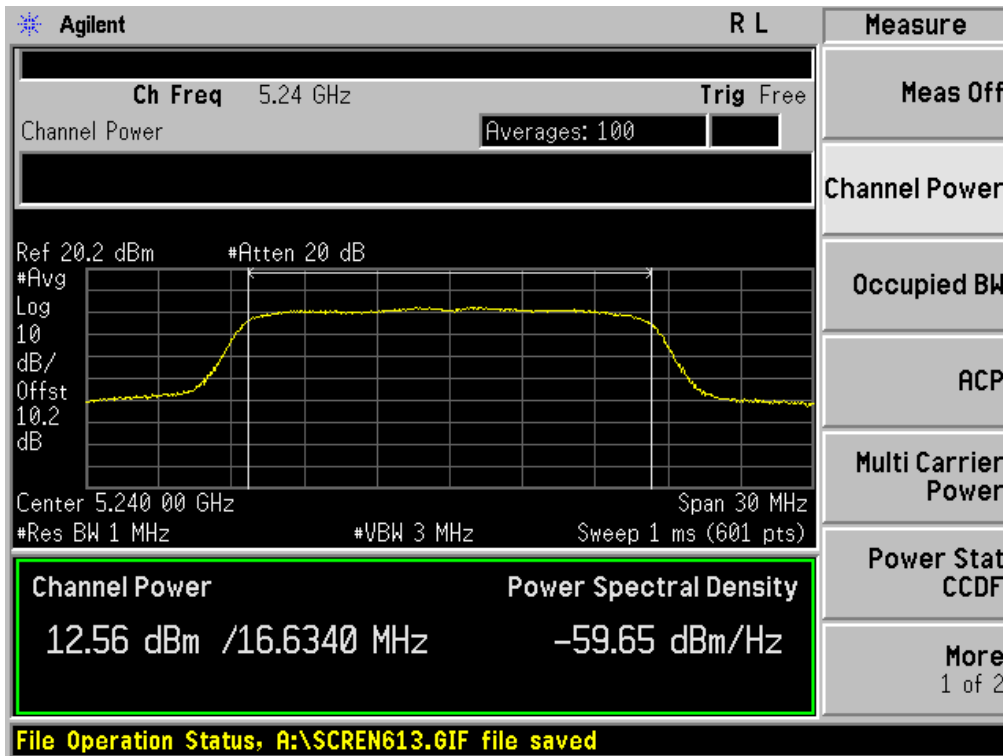 Agilent R L Measure
Ch Freq 5.24 GHz Trig Free
Meas Off
Channel Power Averages: 100
Channel Power
Ref 20.2 dBm #Atten 20 dB
#Avg
Log
10
dB/
Offst
10.2
dB
Occupied BW
ACP
Multi Carrier
Power
Center 5.240 00 GHz Span 30 MHz
#Res BW 1 MHz #VBW 3 MHz Sweep 1 ms (601 pts)
Power Stat
CCDF
Channel Power Power Spectral Density
12.56 dBm /16.6340 MHz -59.65 dBm/Hz
More
1 of 2
File Operation Status, A:\SCREN613.GIF file saved